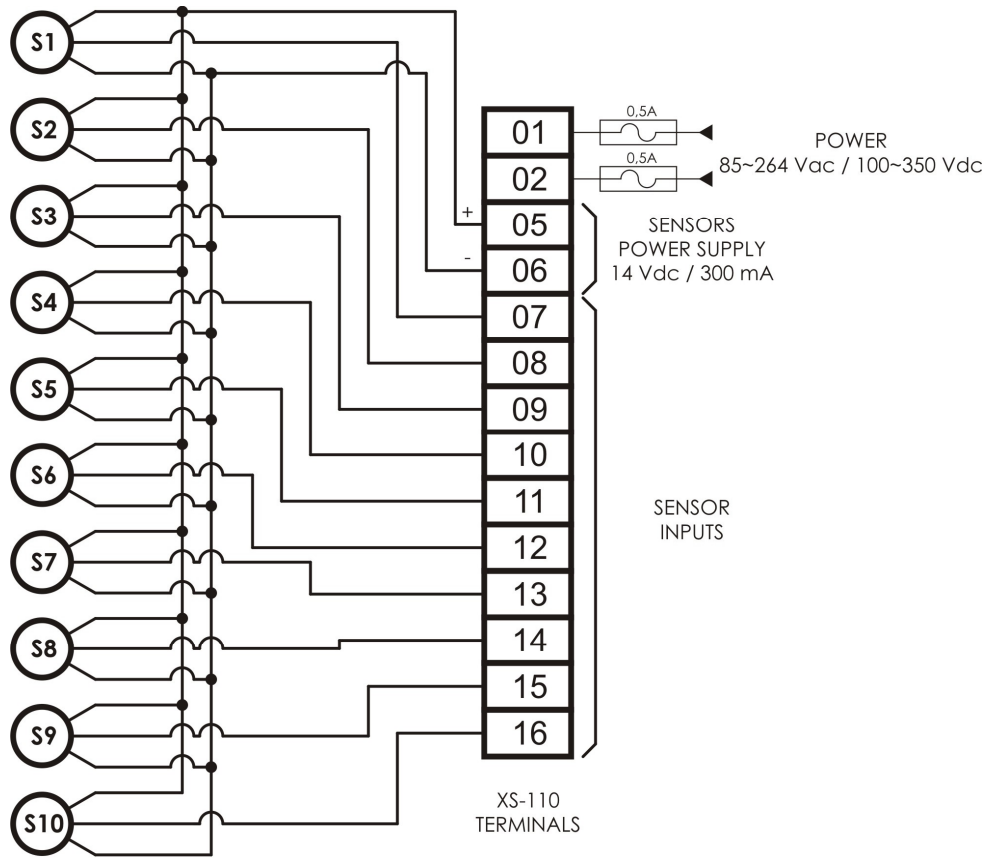 S1
S2
S3
S4
S5
S6
S7
S8
S9
S10
+
-
01
02
05
06
07
08
09
10
11
12
13
14
15
16
0,5A
0,5A
POWER
85~264 Vac / 100~350 Vdc
SENSORS
POWER SUPPLY
14 Vdc / 300 mA
SENSOR
INPUTS
XS-110
TERMINALS